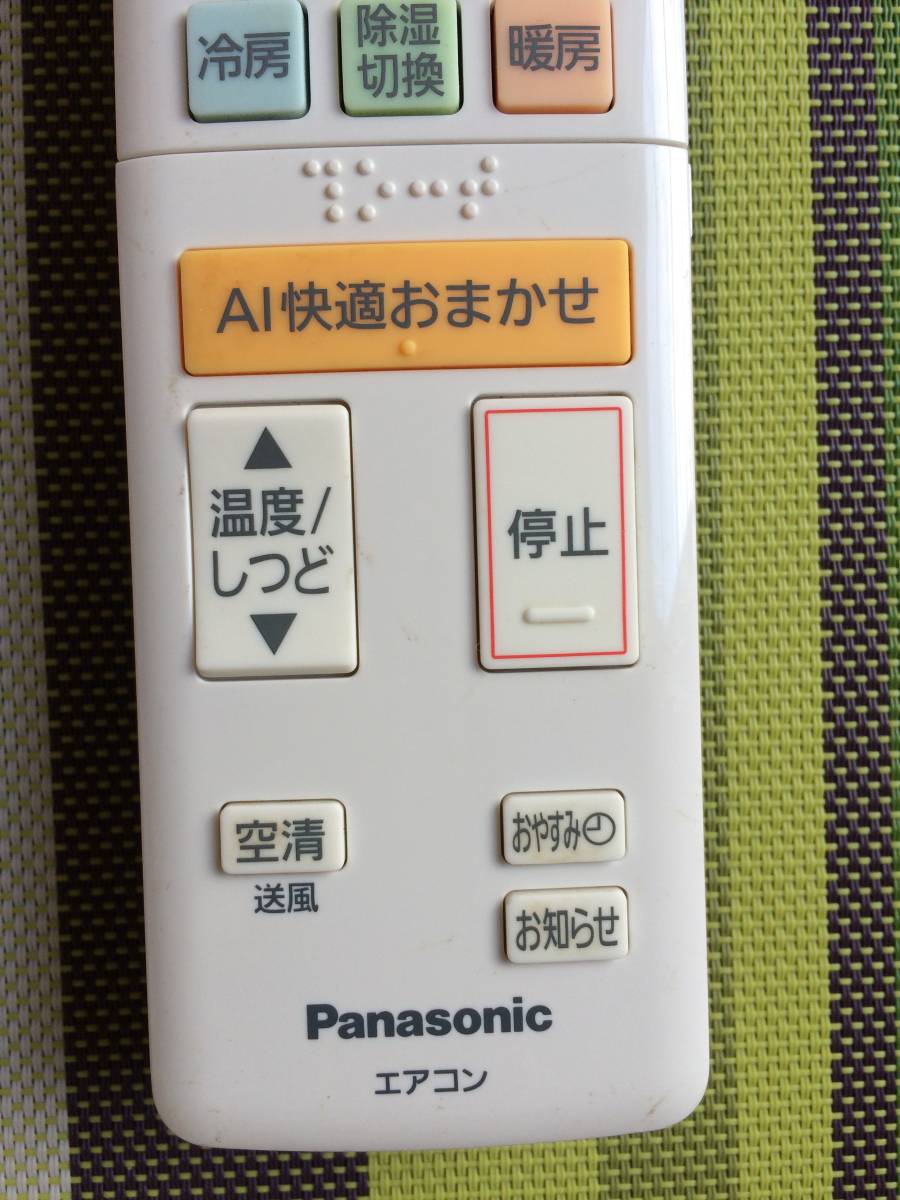 冷房
除湿
切換
暖房
AI快適おまかせ
▲
温度/
しつど
▼
停止
空清
送風
おやすみ
お知らせ
Panasonic
エアコン